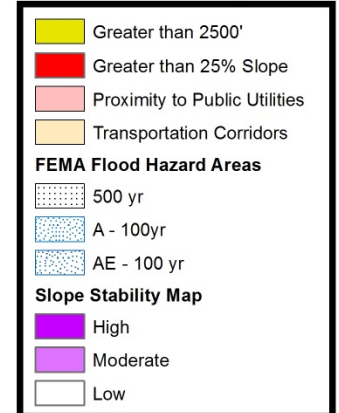 Greater than 2500'
Greater than 25% Slope
Proximity to Public Utilities
Transportation Corridors
FEMA Flood Hazard Areas
500 yr
A - 100yr
AE - 100 yr
Slope Stability Map
High
Moderate
Low